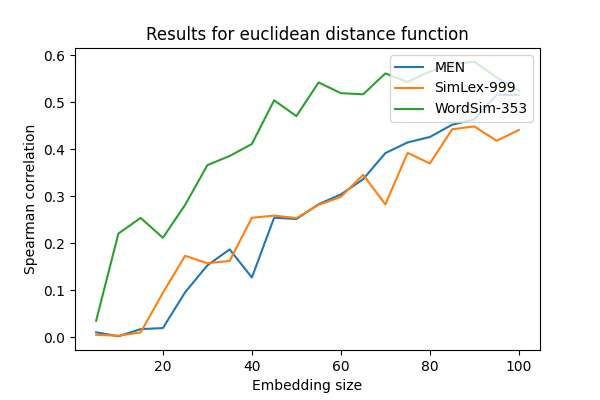 Results for euclidean distance function
MEN
SimLex-999
WordSim-353
Spearman correlation
0.6
0.5
0.4
0.3
0.2
0.1
0.0
20 40 60 80 100
Embedding size